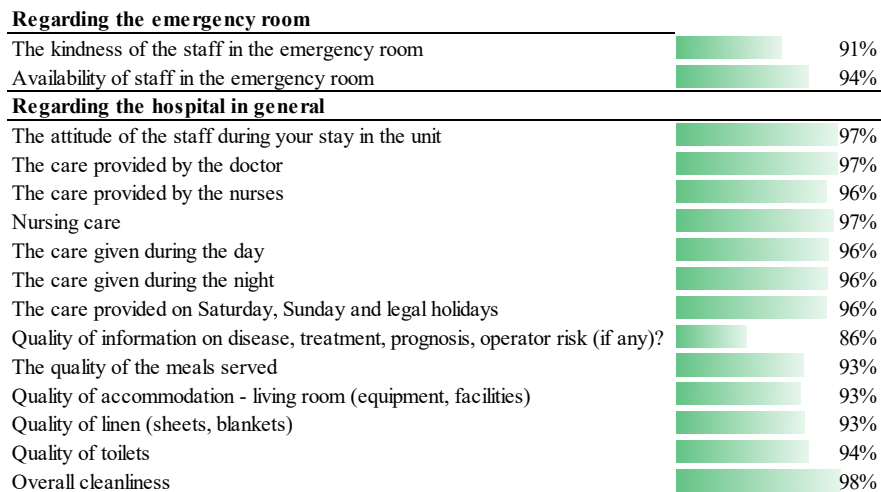 Regarding the emergency room
The kindness of the staff in the emergency room 91%
Availability of staff in the emergency room 94%
Regarding the hospital in general
The attitude of the staff during your stay in the unit 97%
The care provided by the doctor 97%
The care provided by the nurses 96%
Nursing care 97%
The care given during the day 96%
The care given during the night 96%
The care provided on Saturday, Sunday and legal holidays 96%
Quality of information on disease, treatment, prognosis, operator risk (if any)? 86%
The quality of the meals served 93%
Quality of accommodation - living room (equipment, facilities) 93%
Quality of linen (sheets, blankets) 93%
Quality of toilets 94%
Overall cleanliness 98%